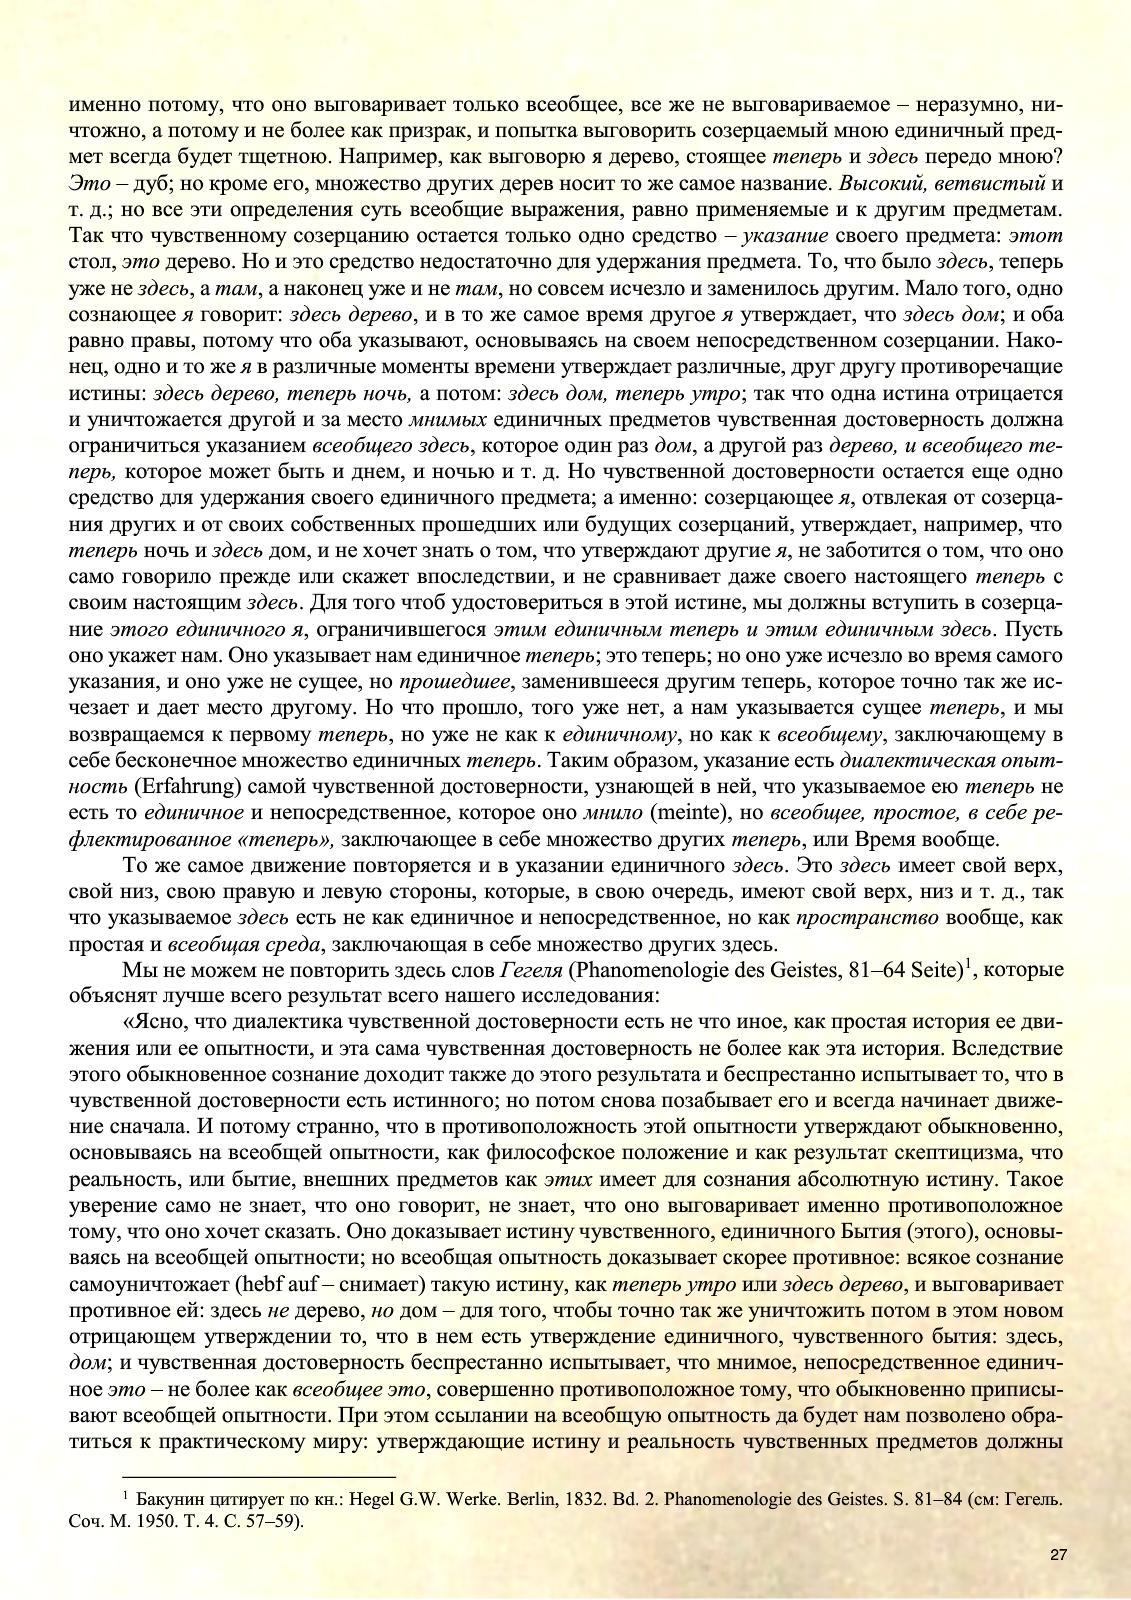 именно потому, что оно выговаривает только всеобщее, все же не выговариваемое – неразумно, ни-
чтожно, а потому и не более как призрак, и попытка выговорить созерцаемый мною единичный пред-
мет всегда будет тщетною. Например, как выговорю я дерево, стоящее теперь и здесь передо мною?
Это – дуб; но кроме его, множество других дерев носит то же самое название. Высокий, ветвистый и
т. д.; но все эти определения суть всеобщие выражения, равно применяемые и к другим предметам.
Так что чувственному созерцанию остается только одно средство – указание своего предмета: этот
стол, это дерево. Но и это средство недостаточно для удержания предмета. То, что было здесь, теперь
уже не здесь, а там, а наконец уже и не там, но совсем исчезло и заменилось другим. Мало того, одно
сознающее я говорит: здесь дерево, и в то же самое время другое я утверждает, что здесь дом; и оба
равно правы, потому что оба указывают, основываясь на своем непосредственном созерцании. Нако-
нец, одно и то же я в различные моменты времени утверждает различные, друг другу противоречащие
истины: здесь дерево, теперь ночь, а потом: здесь дом, теперь утро; так что одна истина отрицается
и уничтожается другой и за место мнимых единичных предметов чувственная достоверность должна
ограничиться указанием всеобщего здесь, которое один раз дом, а другой раз дерево, и всеобщего те-
перь, которое может быть и днем, и ночью и т. д. Но чувственной достоверности остается еще одно
средство для удержания своего единичного предмета; а именно: созерцающее я, отвлекая от созерца-
ния других и от своих собственных прошедших или будущих созерцаний, утверждает, например, что
теперь ночь и здесь дом, и не хочет знать о том, что утверждают другие я, не заботится о том, что оно
само говорило прежде или скажет впоследствии, и не сравнивает даже своего настоящего теперь с
своим настоящим здесь. Для того чтоб удостовериться в этой истине, мы должны вступить в созерца-
ние этого единичного я, ограничившегося этим единичным теперь и этим единичным здесь. Пусть
оно укажет нам. Оно указывает нам единичное теперь; это теперь; но оно уже исчезло во время самого
указания, и оно уже не сущее, но прошедшее, заменившееся другим теперь, которое точно так же ис-
чезает и дает место другому. Но что прошло, того уже нет, а нам указывается сущее теперь, и мы
возвращаемся к первому теперь, но уже не как к единичному, но как к всеобщему, заключающему в
себе бесконечное множество единичных теперь. Таким образом, указание есть диалектическая опыт-
ность (Erfahrung) самой чувственной достоверности, узнающей в ней, что указываемое ею теперь не
есть то единичное и непосредственное, которое оно мнило (meinte), но всеобщее, простое, в себе ре-
флектированное «теперь», заключающее в себе множество других теперь, или Время вообще.
То же самое движение повторяется и в указании единичного здесь. Это здесь имеет свой верх,
свой низ, свою правую и левую стороны, которые, в свою очередь, имеют свой верх, низ и т. д., так
что указываемое здесь есть не как единичное и непосредственное, но как пространство вообще, как
простая и всеобщая среда, заключающая в себе множество других здесь.
Мы не можем не повторить здесь слов Гегеля (Phanomenologie des Geistes, 81–64 Seite)1, которые
объяснят лучше всего результат всего нашего исследования:
«Ясно, что диалектика чувственной достоверности есть не что иное, как простая история ее дви-
жения или ее опытности, и эта сама чувственная достоверность не более как эта история. Вследствие
этого обыкновенное сознание доходит также до этого результата и беспрестанно испытывает то, что в
чувственной достоверности есть истинного; но потом снова позабывает его и всегда начинает движе-
ние сначала. И потому странно, что в противоположность этой опытности утверждают обыкновенно,
основываясь на всеобщей опытности, как философское положение и как результат скептицизма, что
реальность, или бытие, внешних предметов как этих имеет для сознания абсолютную истину. Такое
уверение само не знает, что оно говорит, не знает, что оно выговаривает именно противоположное
тому, что оно хочет сказать. Оно доказывает истину чувственного, единичного Бытия (этого), основы-
ваясь на всеобщей опытности; но всеобщая опытность доказывает скорее противное: всякое сознание
самоуничтожает (hebf auf – снимает) такую истину, как теперь утро или здесь дерево, и выговаривает
противное ей: здесь не дерево, но дом – для того, чтобы точно так же уничтожить потом в этом новом
отрицающем утверждении то, что в нем есть утверждение единичного, чувственного бытия: здесь,
дом; и чувственная достоверность беспрестанно испытывает, что мнимое, непосредственное единич-
ное это – не более как всеобщее это, совершенно противоположное тому, что обыкновенно приписы-
вают всеобщей опытности. При этом ссылании на всеобщую опытность да будет нам позволено обра-
титься к практическому миру: утверждающие истину и реальность чувственных предметов должны
1 Бакунин цитирует по кн.: Hegel G.W. Werke. Berlin, 1832. Bd. 2. Phanomenologie des Geistes. S. 81–84 (см: Гегель.
Соч. М. 1950. Т. 4. С. 57–59).
27